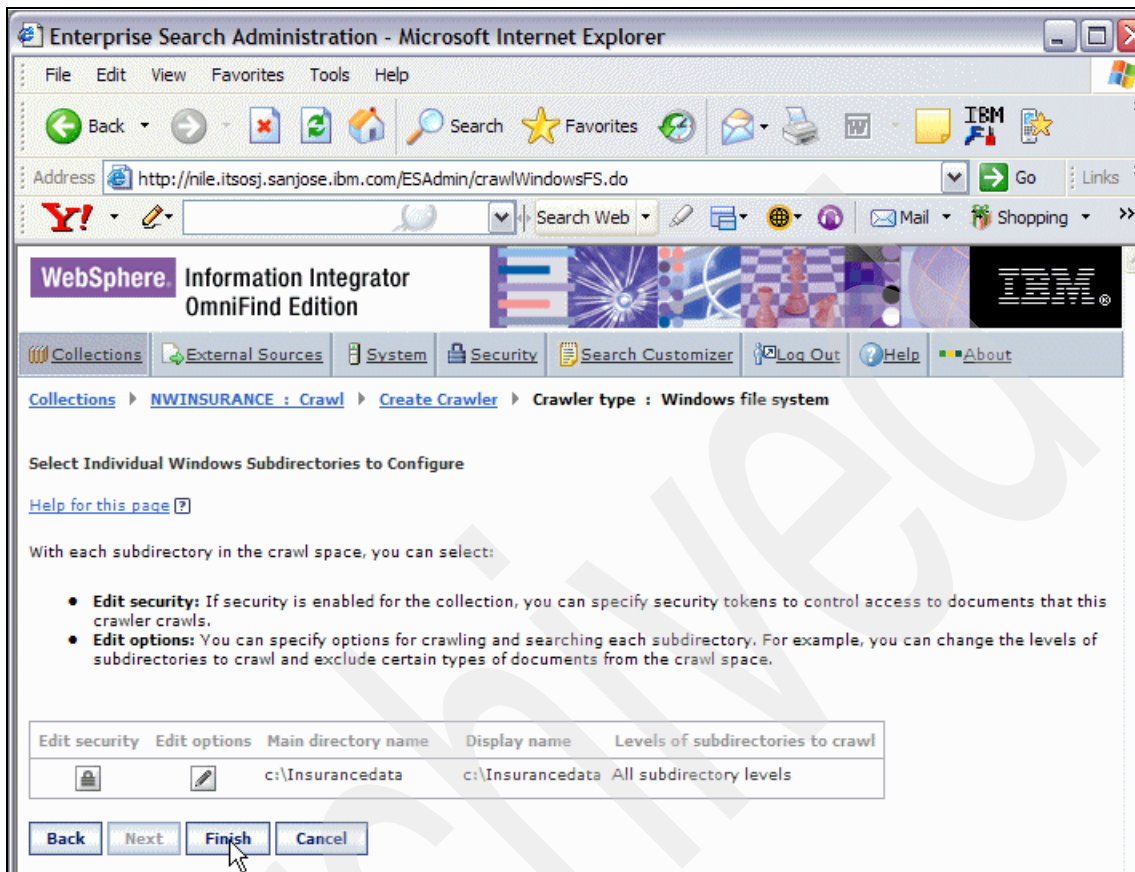 Enterprise Search Administration - Microsoft Internet Explorer
File Edit View Favorites Tools Help
Back Search Favorites IBM
Address http://nile.itsosj.sanjose.ibm.com/ESAdmin/crawlWindowsFS.do Go Links
Y! Search Web Mail Shopping >>
WebSphere. Information Integrator
OmniFind Edition
IBM®
Collections External Sources System Security Search Customizer Log Out Help About
Collections NWINSURANCE : Crawl Create Crawler Crawler type : Windows file system
Select Individual Windows Subdirectories to Configure
Help for this page ?
With each subdirectory in the crawl space, you can select:
• Edit security: If security is enabled for the collection, you can specify security tokens to control access to documents that this
crawler crawls.
• Edit options: You can specify options for crawling and searching each subdirectory. For example, you can change the levels of
subdirectories to crawl and exclude certain types of documents from the crawl space.
Edit security Edit options Main directory name Display name Levels of subdirectories to crawl
c:\Insurancedata c:\Insurancedata All subdirectory levels
Back Next Finish Cancel